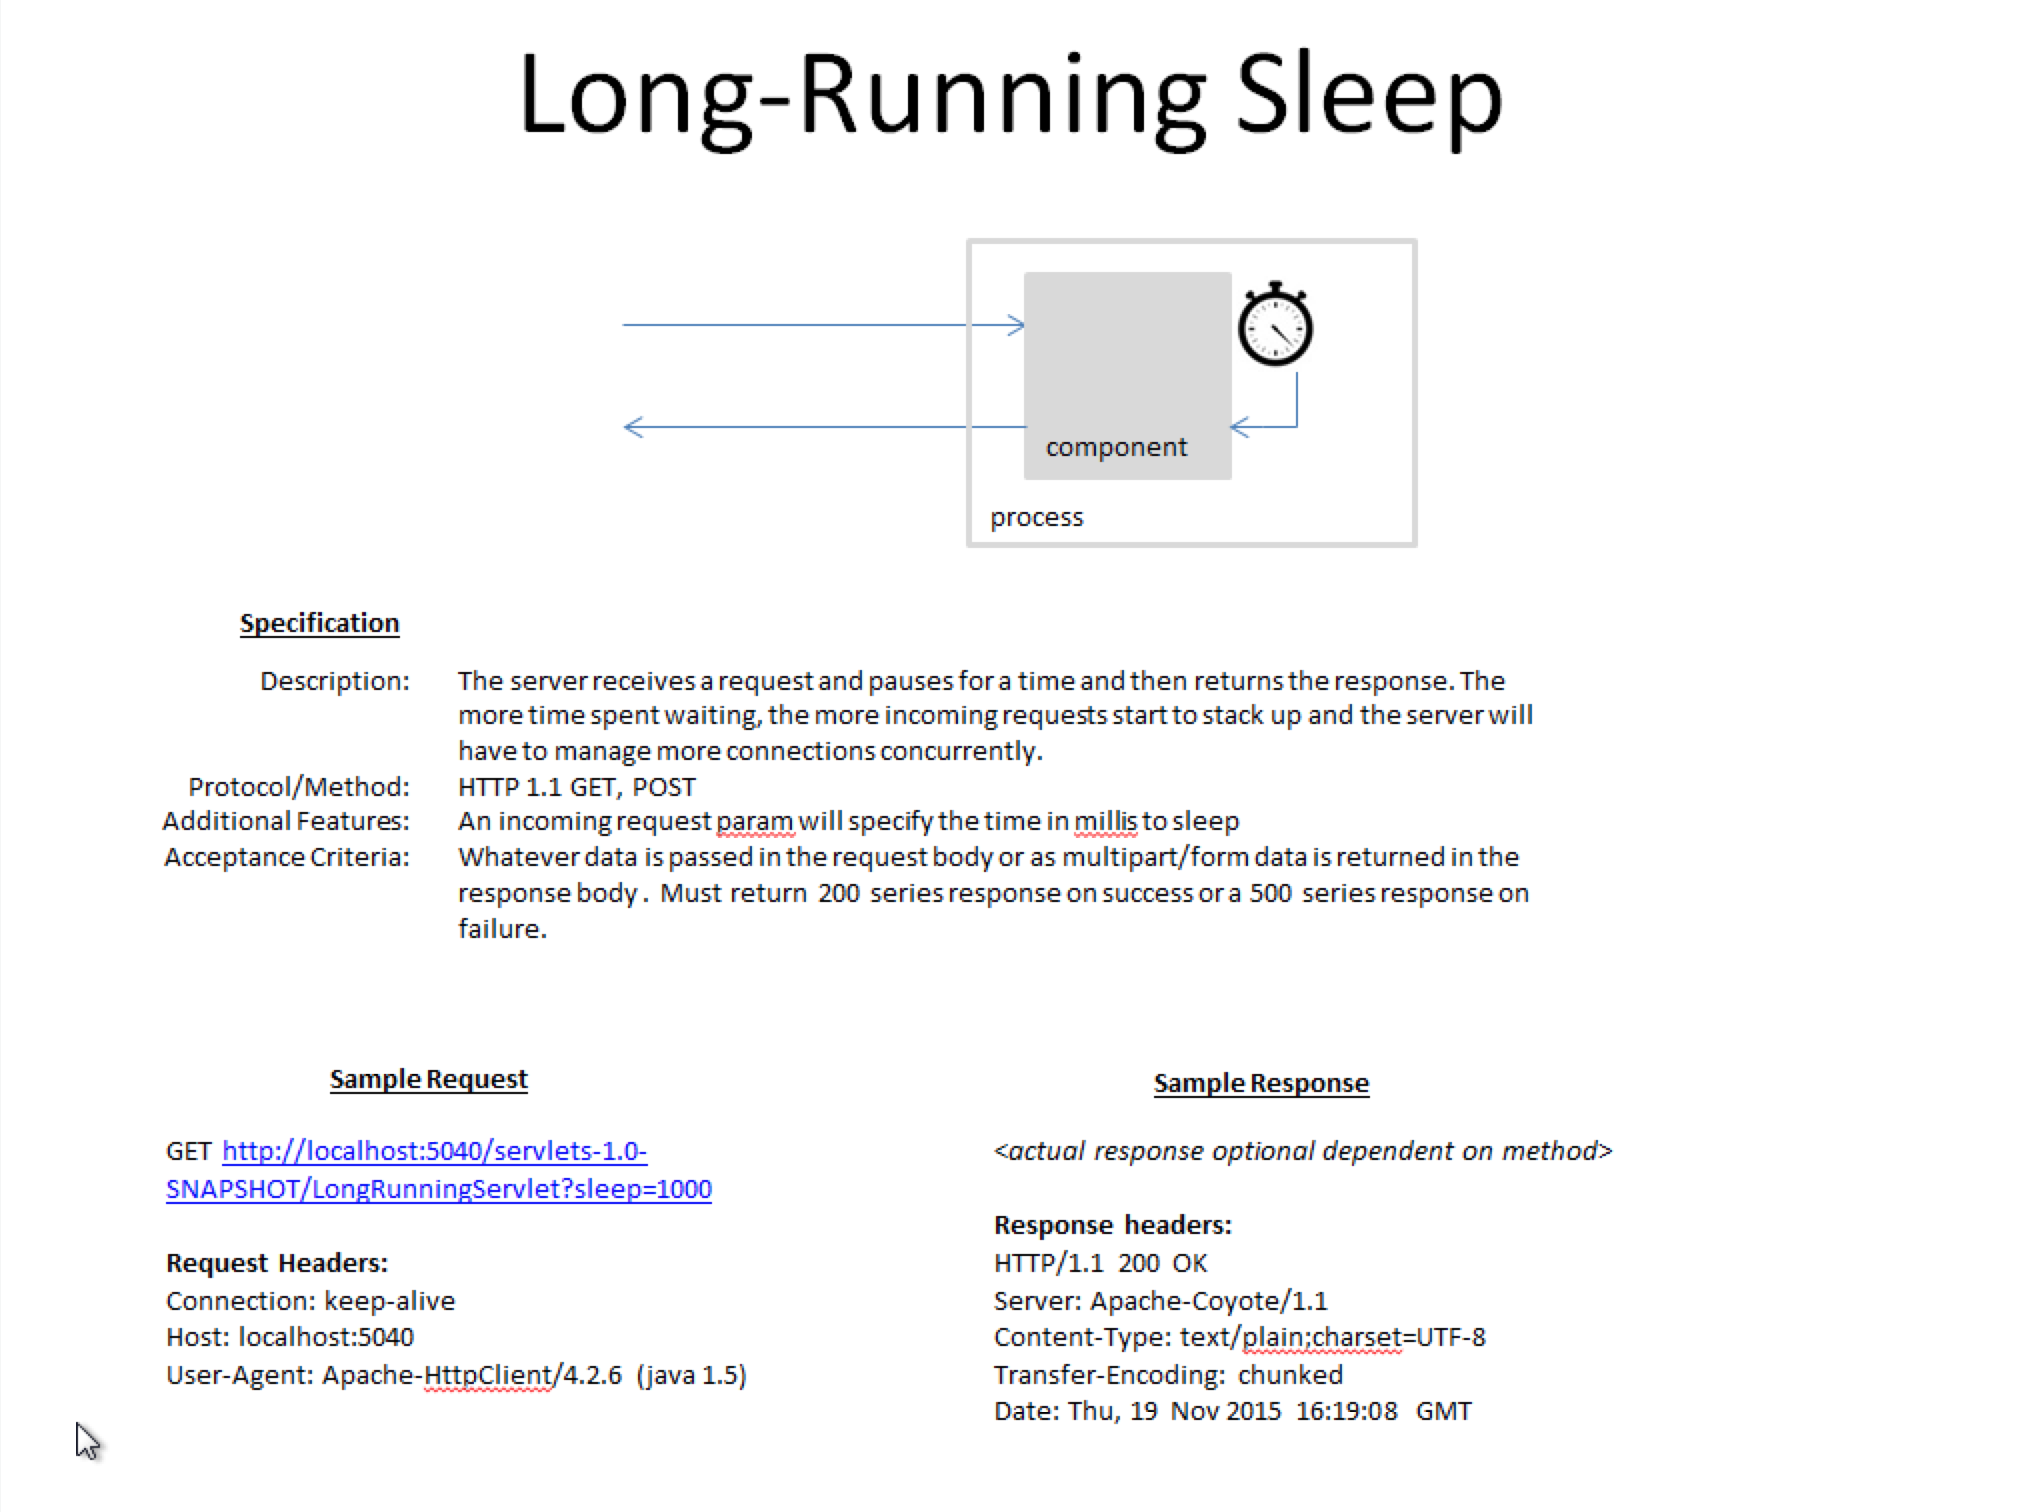 Long-Running Sleep
component
process
Specification
Description: The server receives a request and pauses for a time and then returns the response. The
more time spent waiting, the more incoming requests start to stack up and the server will
have to manage more connections concurrently.
Protocol/Method: HTTP 1.1 GET, POST
Additional Features: An incoming request param will specify the time in millis to sleep
Acceptance Criteria: Whatever data is passed in the request body or as multipart/form data is returned in the
response body. Must return 200 series response on success or a 500 series response on
failure.
Sample Request
GET http://localhost:5040/servlets-1.0-
SNAPSHOT/LongRunningServlet?sleep=1000
Request Headers:
Connection: keep-alive
Host: localhost:5040
User-Agent: Apache-HttpClient/4.2.6 (java 1.5)
Sample Response
<actual response optional dependent on method>
Response headers:
HTTP/1.1 200 OK
Server: Apache-Coyote/1.1
Content-Type: text/plain;charset=UTF-8
Transfer-Encoding: chunked
Date: Thu, 19 Nov 2015 16:19:08 GMT